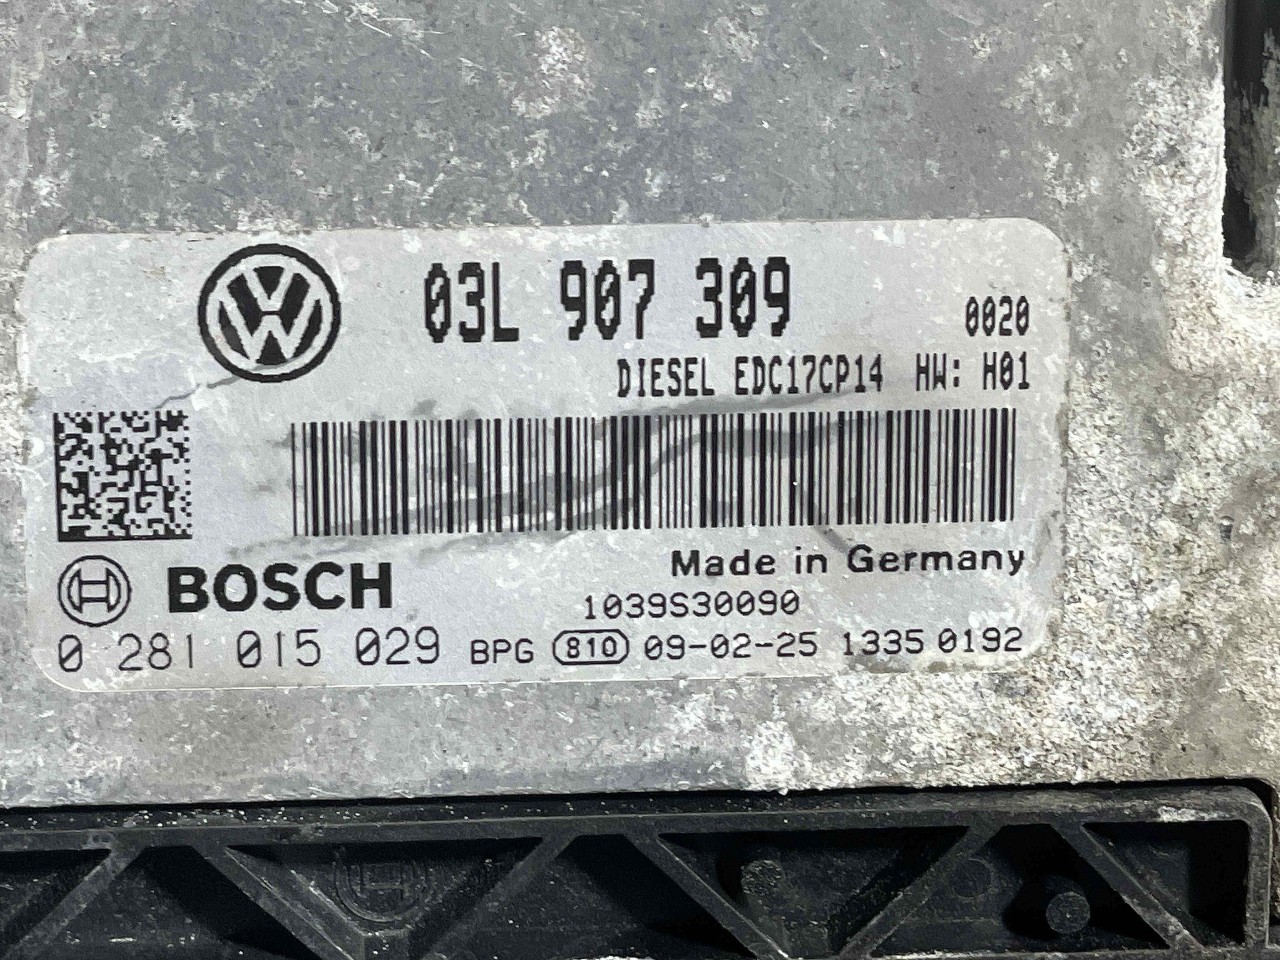 03L 907 309
0020
DIESEL EDC17CP14 HW: H01
Made in Germany
BOSCH
1039S30090
0 281 015 029 BPG 810 09-02-25 1335 0192